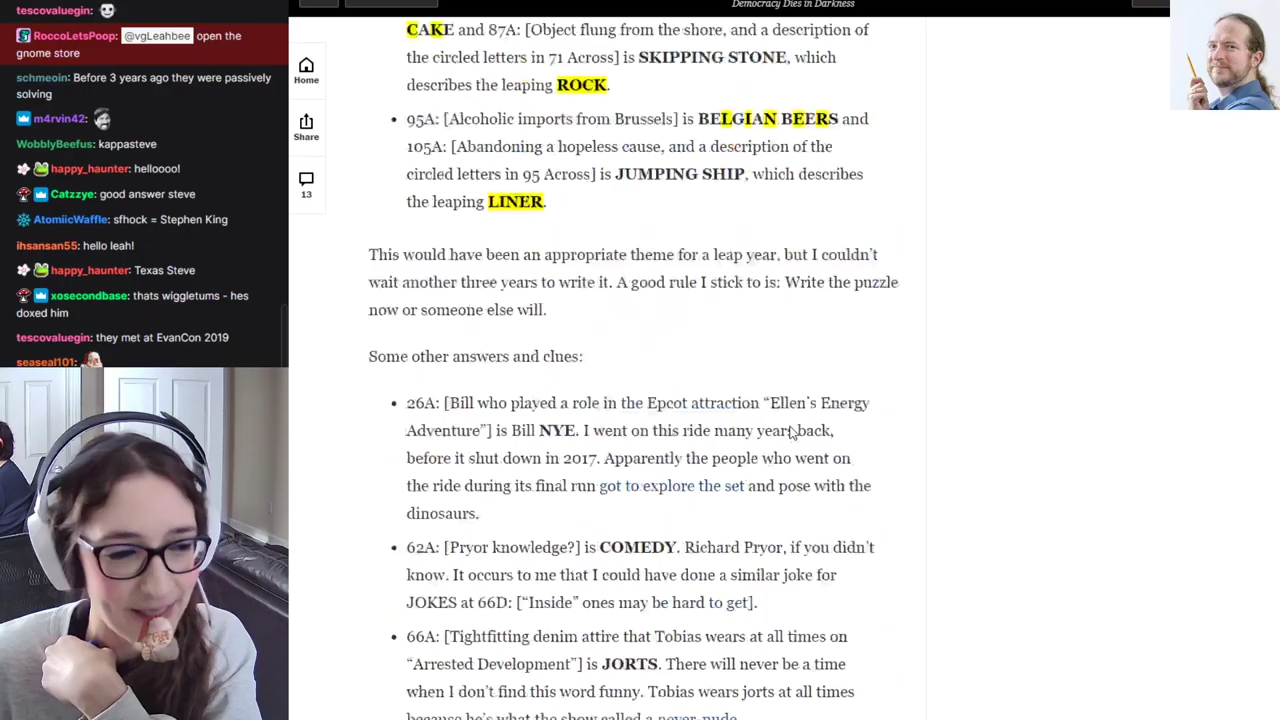 tescovaluegin:
RoccoLetsPoop: @vgLeahbee open the
gnome store
schmeoin: Before 3 years ago they were passively
solving
m4rvin42:
WobblyBeefus: kappasteve
happy_haunter: helloooo!
Catzzye: good answer steve
AtomiicWaffle: sfhock = Stephen King
ihsansan55: hello leah!
happy_haunter: Texas Steve
xosecondbase: thats wiggletums - hes
doxed him
tescovaluegin: they met at EvanCon 2019
seaseal101:
Democracy Dies in Darkness
Home
Share
13
CAKE and 87A: [Object flung from the shore, and a description of
the circled letters in 71 Across] is SKIPPING STONE, which
describes the leaping ROCK.
• 95A: [Alcoholic imports from Brussels] is BELGIAN BEERS and
105A: [Abandoning a hopeless cause, and a description of the
circled letters in 95 Across] is JUMPING SHIP, which describes
the leaping LINER.
This would have been an appropriate theme for a leap year, but I couldn't
wait another three years to write it. A good rule I stick to is: Write the puzzle
now or someone else will.
Some other answers and clues:
• 26A: [Bill who played a role in the Epcot attraction “Ellen's Energy
Adventure”] is Bill NYE. I went on this ride many years back,
before it shut down in 2017. Apparently the people who went on
the ride during its final run got to explore the set and pose with the
dinosaurs.
• 62A: [Pryor knowledge?] is COMEDY. Richard Pryor, if you didn't
know. It occurs to me that I could have done a similar joke for
JOKES at 66D: [“Inside” ones may be hard to get].
• 66A: [Tightfitting denim attire that Tobias wears at all times on
“Arrested Development”] is JORTS. There will never be a time
when I don't find this word funny. Tobias wears jorts at all times
because he's what the show called a never-nude.